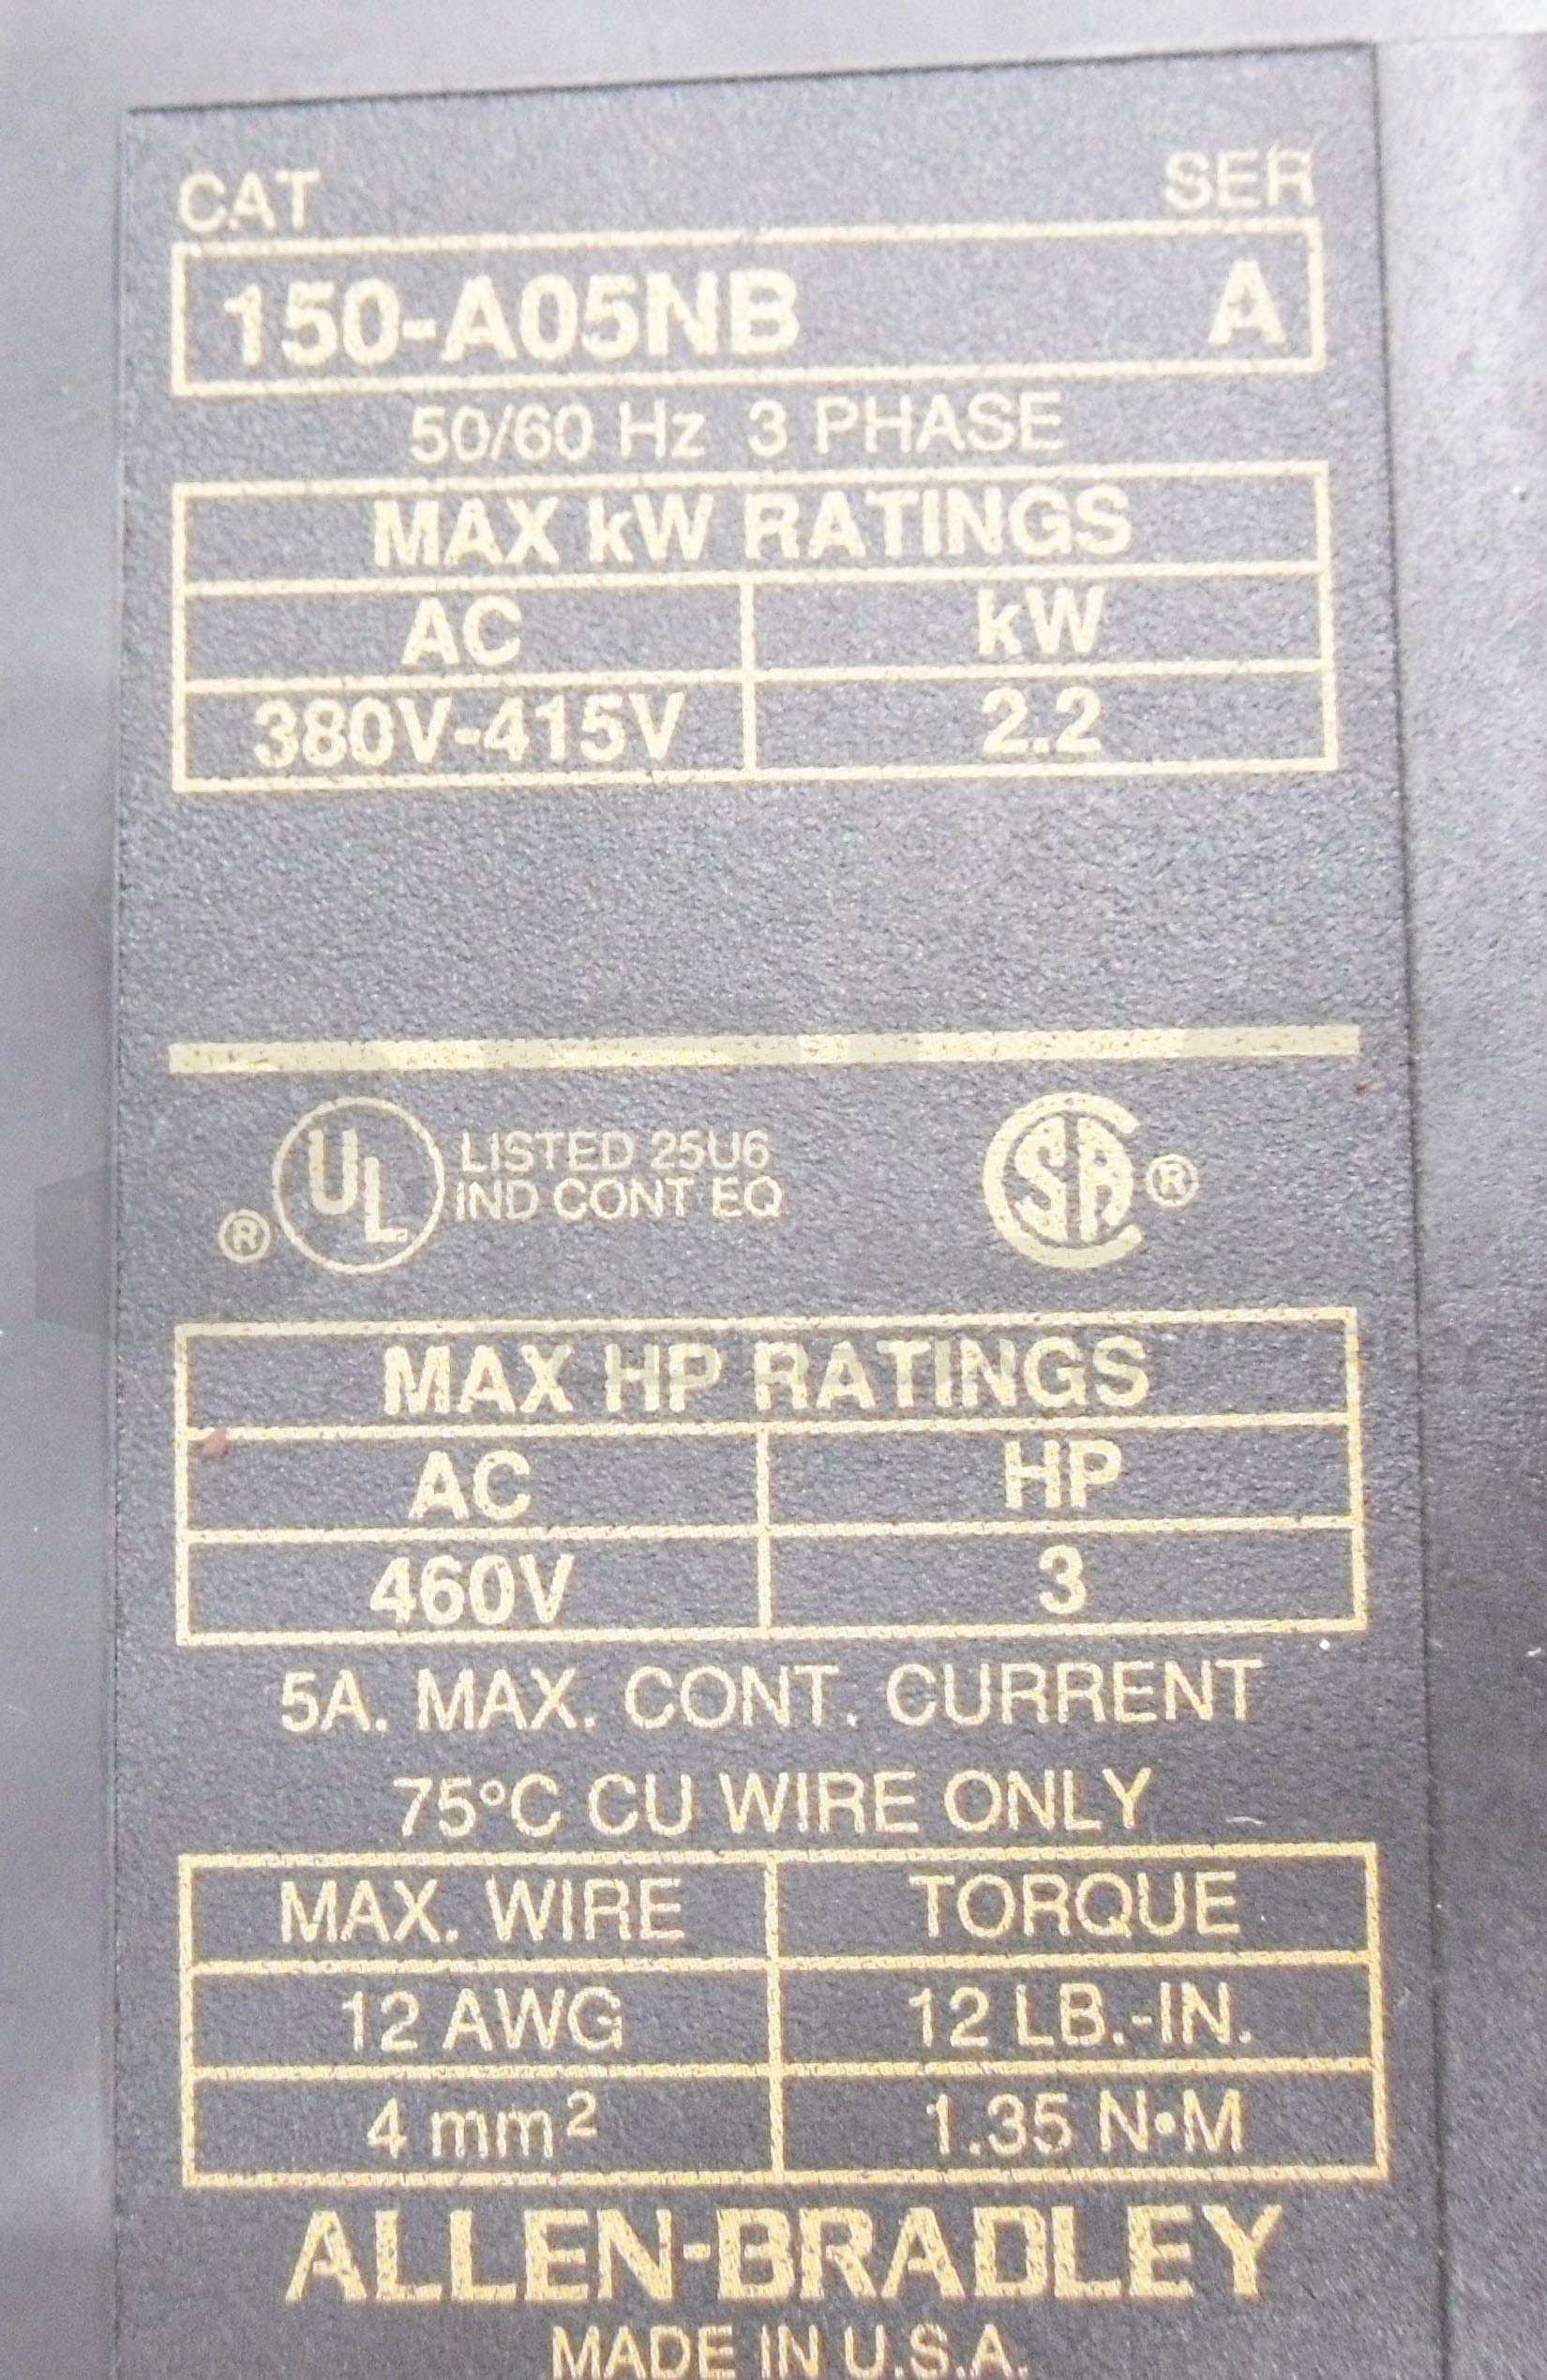 CAT SER
150-A05NB A
50/60 Hz 3 PHASE
MAX kW RATINGS
AC kW
380V-415V 2.2
® UL LISTED 25U6
IND CONT EQ
CSA ®
MAX HP RATINGS
AC HP
460V 3
5A. MAX. CONT. CURRENT
75°C CU WIRE ONLY
MAX. WIRE TORQUE
12 AWG 12 LB.-IN.
4 mm² 1.35 N•M
ALLEN-BRADLEY
MADE IN U.S.A.